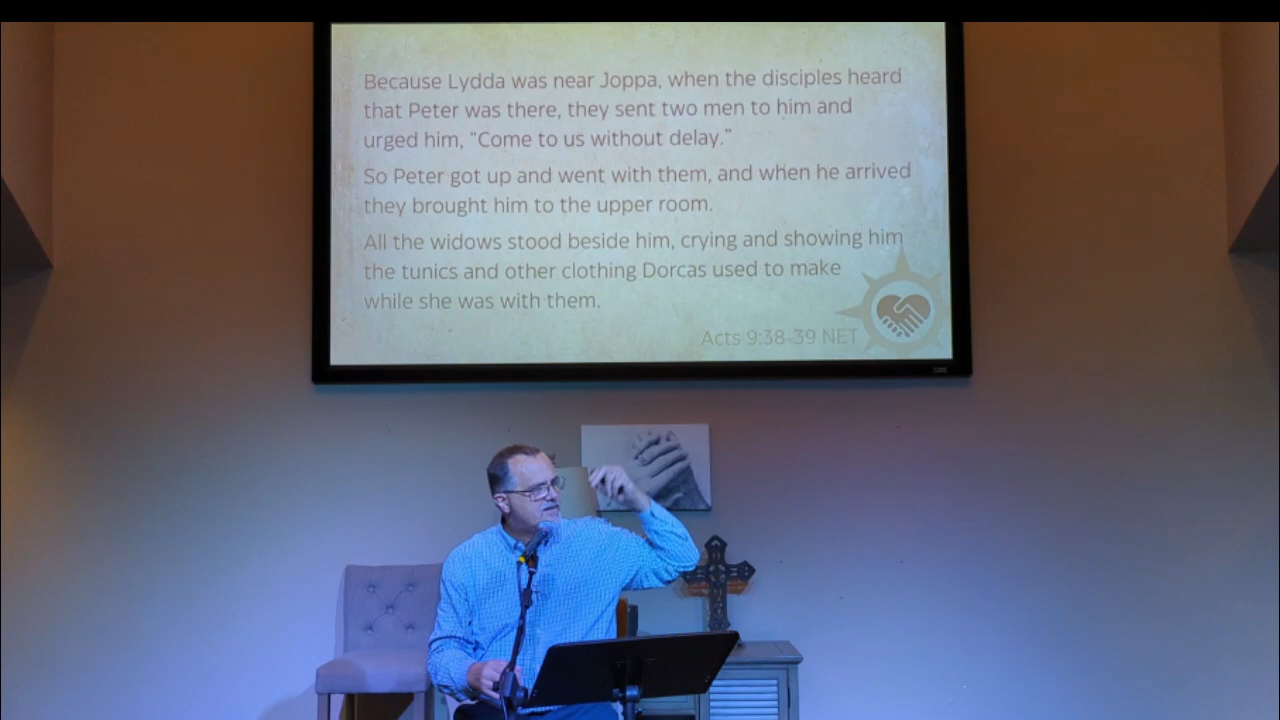 Because Lydda was near Joppa, when the disciples heard
that Peter was there, they sent two men to him and
urged him, “Come to us without delay.”
So Peter got up and went with them, and when he arrived
they brought him to the upper room.
All the widows stood beside him, crying and showing him
the tunics and other clothing Dorcas used to make
while she was with them.
Acts 9:38-39 NET